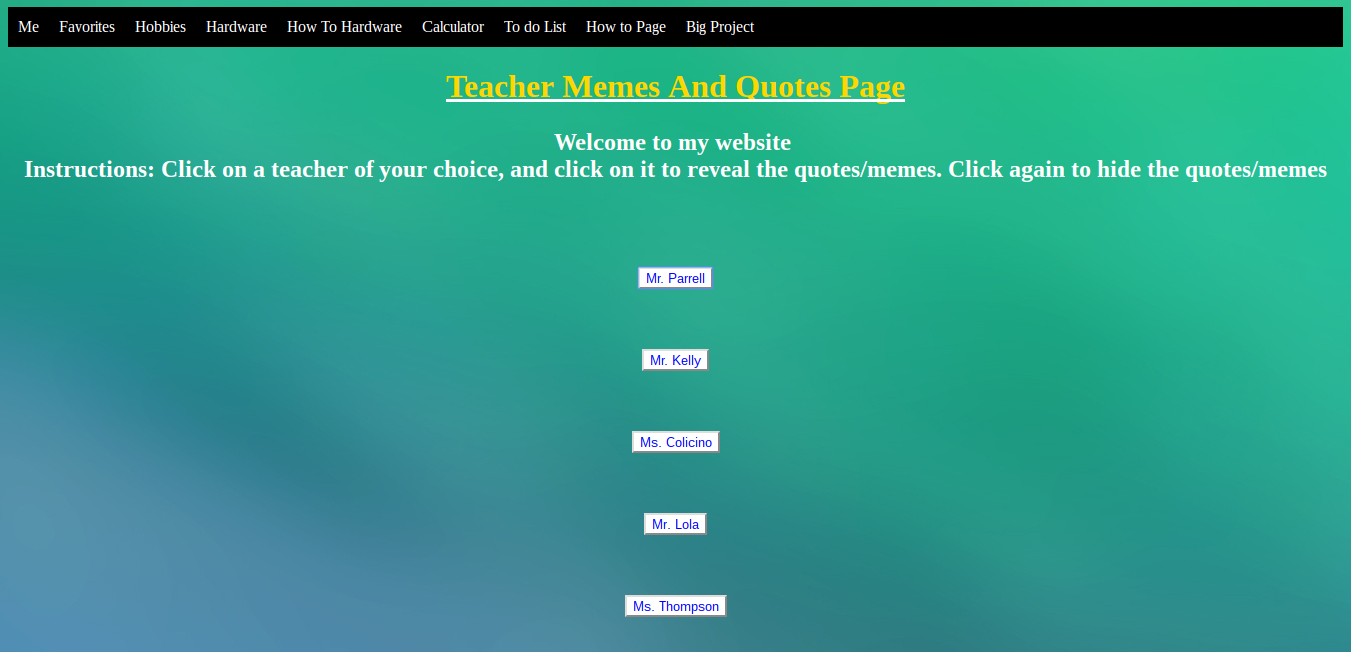 Me Favorites Hobbies Hardware How To Hardware Calculator To do List How to Page Big Project
Teacher Memes And Quotes Page
Welcome to my website
Instructions: Click on a teacher of your choice, and click on it to reveal the quotes/memes. Click again to hide the quotes/memes
Mr. Parrell
Mr. Kelly
Ms. Colicino
Mr. Lola
Ms. Thompson